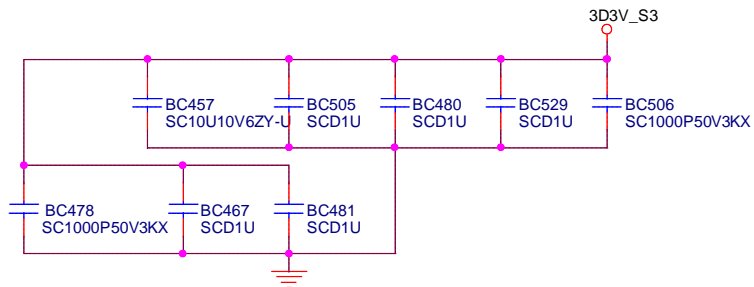 3D3V_S3
BC457
SC10U10V6ZY-U
BC505
SCD1U
BC480
SCD1U
BC529
SCD1U
BC506
SC1000P50V3KX
BC478
SC1000P50V3KX
BC467
SCD1U
BC481
SCD1U